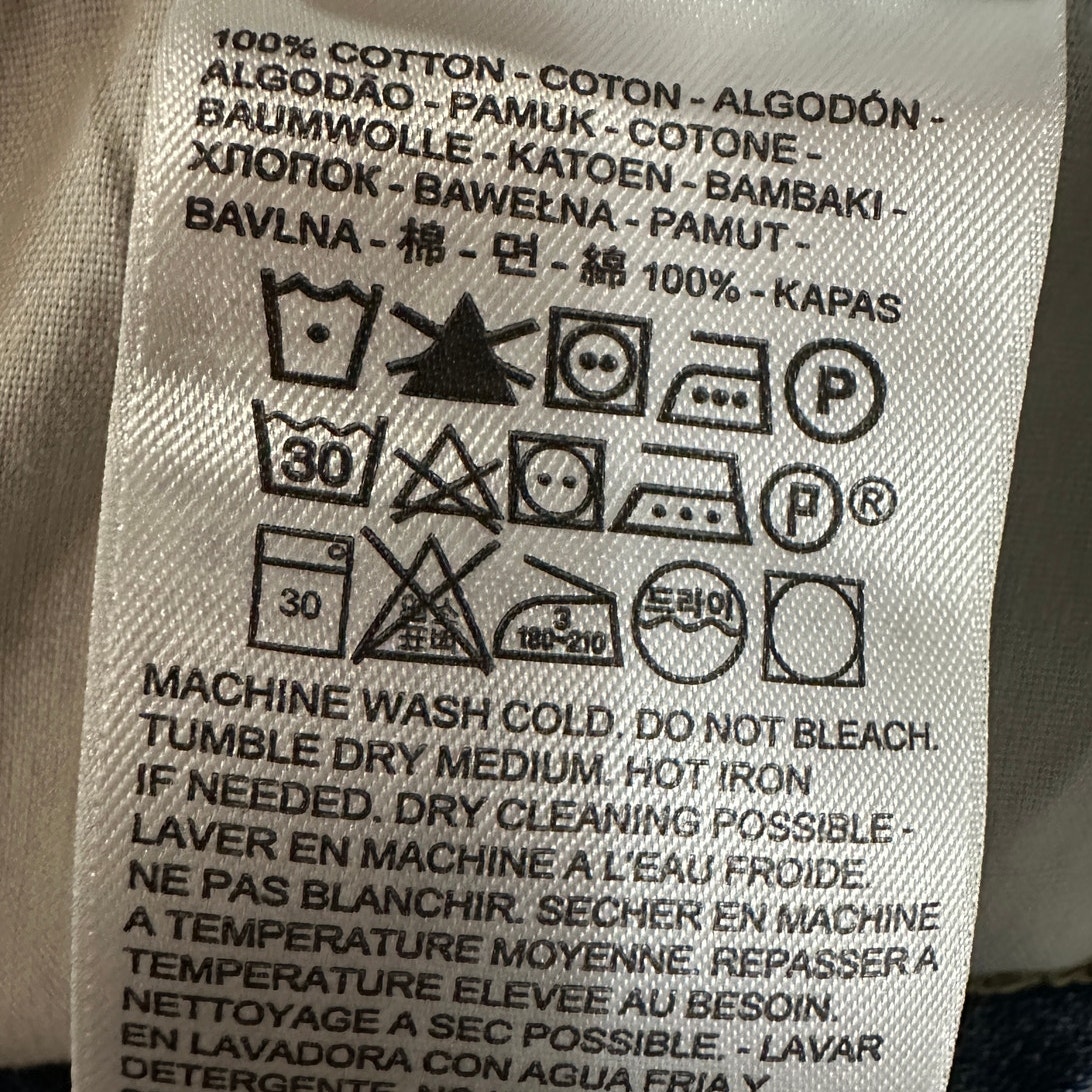 100% COTTON - COTON - ALGODÓN -
ALGODÃO - PAMUK - COTONE -
BAUMWOLLE - KATOEN - BAMBAKI -
ХЛОПОК - BAWEŁNA - PAMUT -
BAVLNA - 棉 - 면 - 綿 100% - KAPAS
P
30 P ®
30 3 180~210 드라이
MACHINE WASH COLD. DO NOT BLEACH.
TUMBLE DRY MEDIUM. HOT IRON
IF NEEDED. DRY CLEANING POSSIBLE -
LAVER EN MACHINE A L'EAU FROIDE.
NE PAS BLANCHIR. SECHER EN MACHINE
A TEMPERATURE MOYENNE. REPASSER A
TEMPERATURE ELEVEE AU BESOIN.
NETTOYAGE A SEC POSSIBLE. - LAVAR
EN LAVADORA CON AGUA FRIA Y
DETERGENTE.